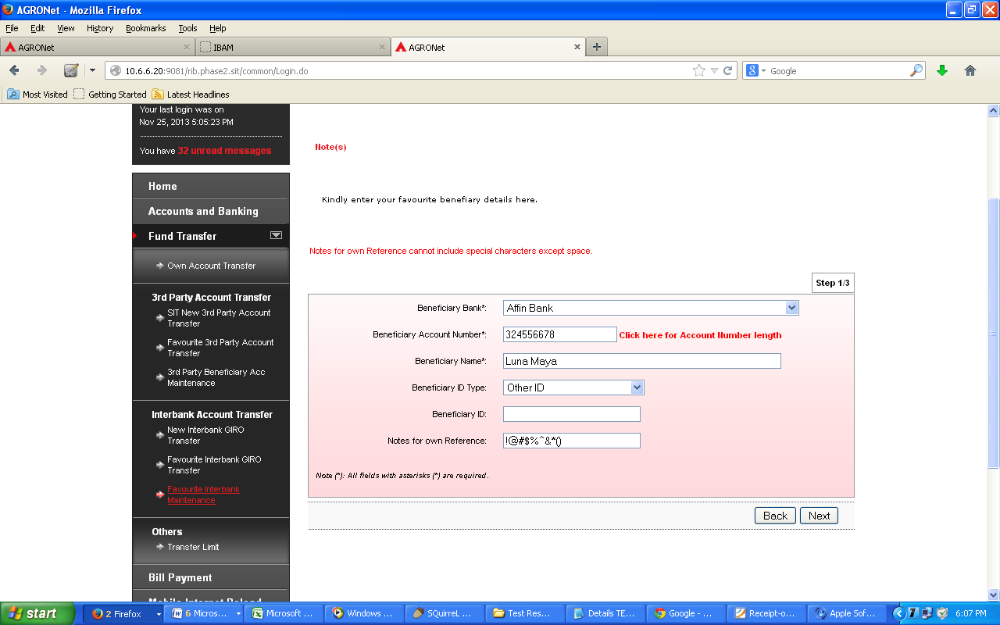 AGRONet - Mozilla Firefox
File Edit View History Bookmarks Tools Help
AGRONet
IBAM
AGRONet
10.6.6.20:9081/rib.phase2.sit/common/Login.do
Google
Most Visited Getting Started Latest Headlines
Your last login was on
Nov 25, 2013 5:05:23 PM
You have 32 unread messages
Home
Accounts and Banking
Fund Transfer
Own Account Transfer
3rd Party Account Transfer
SIT New 3rd Party Account
Transfer
Favourite 3rd Party Account
Transfer
3rd Party Beneficiary Acc
Maintenance
Interbank Account Transfer
New Interbank GIRO
Transfer
Favourite Interbank GIRO
Transfer
Favourite Interbank
Maintenance
Others
Transfer Limit
Bill Payment
Mobile Internet Reload
Note(s)
Kindly enter your favourite benefiary details here.
Notes for own Reference cannot include special characters except space.
Step 1/3
Beneficiary Bank*: Affin Bank
Beneficiary Account Number*: 324556678 Click here for Account Number length
Beneficiary Name*: Luna Maya
Beneficiary ID Type: Other ID
Beneficiary ID:
Notes for own Reference: !@#$%^&*()
Note (*): All fields with asterisks (*) are required.
Back Next
start 2 Firefox 6 Micros... Microsoft ... Windows ... SQuirreL ... Test Res... Details TE... Google - ... Receipt-o... Apple Sof... 6:07 PM